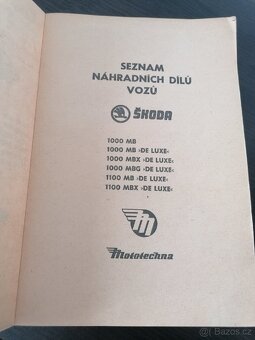 SEZNAM
NÁHRADNÍCH DÍLŮ
VOZŮ
ŠKODA
1000 MB
1000 MB »DE LUXE«
1000 MBX »DE LUXE«
1000 MBG »DE LUXE«
1100 MB »DE LUXE«
1100 MBX »DE LUXE«
M
Mototechna
Bazoš.cz